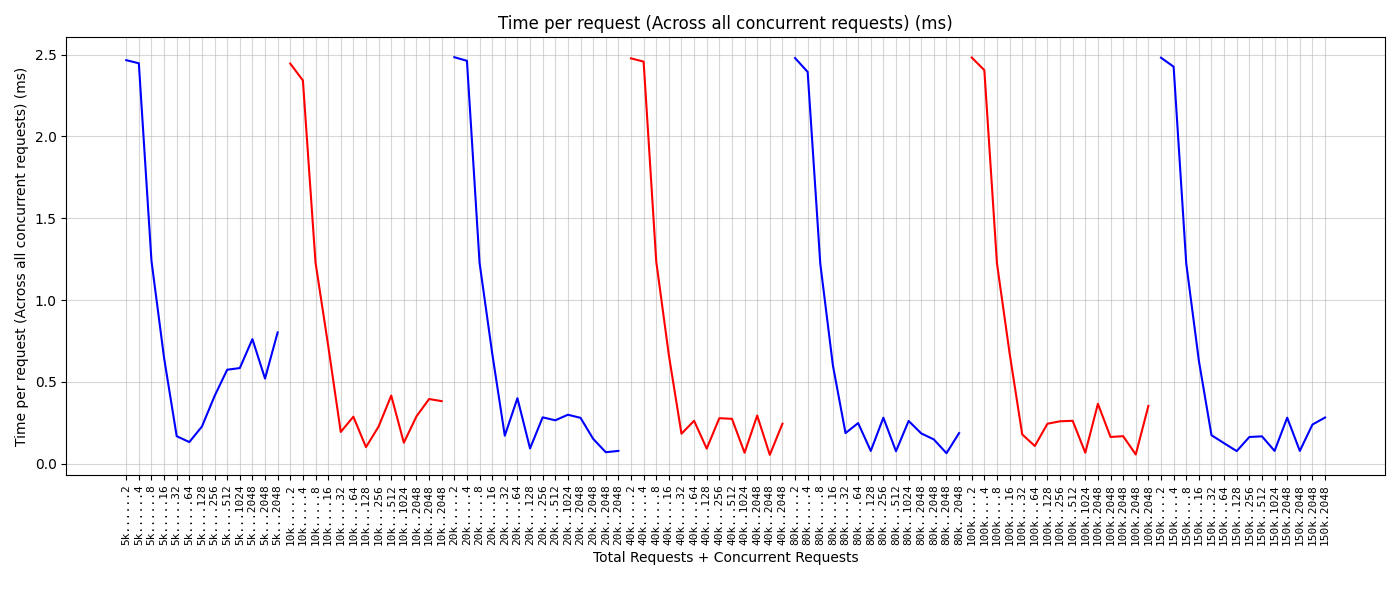 Time per request (Across all concurrent requests) (ms)
Time per request (Across all concurrent requests) (ms)
2.5
2.0
1.5
1.0
0.5
0.0
5k......2
5k......4
5k......8
5k.....16
5k.....32
5k.....64
5k....128
5k....256
5k....512
5k...1024
5k...2048
5k...2048
5k...2048
10k.....2
10k.....4
10k.....8
10k....16
10k....32
10k....64
10k...128
10k...256
10k...512
10k..1024
10k..2048
10k..2048
10k..2048
20k.....2
20k.....4
20k.....8
20k....16
20k....32
20k....64
20k...128
20k...256
20k...512
20k..1024
20k..2048
20k..2048
20k..2048
20k..2048
40k.....2
40k.....4
40k.....8
40k....16
40k....32
40k....64
40k...128
40k...256
40k...512
40k..1024
40k..2048
40k..2048
40k..2048
80k.....2
80k.....4
80k.....8
80k....16
80k....32
80k....64
80k...128
80k...256
80k...512
80k..1024
80k..2048
80k..2048
80k..2048
80k..2048
100k....2
100k....4
100k....8
100k...16
100k...32
100k...64
100k..128
100k..256
100k..512
100k.1024
100k.2048
100k.2048
100k.2048
100k.2048
100k.2048
150k....2
150k....4
150k....8
150k...16
150k...32
150k...64
150k..128
150k..256
150k..512
150k.1024
150k.2048
150k.2048
150k.2048
150k.2048
Total Requests + Concurrent Requests